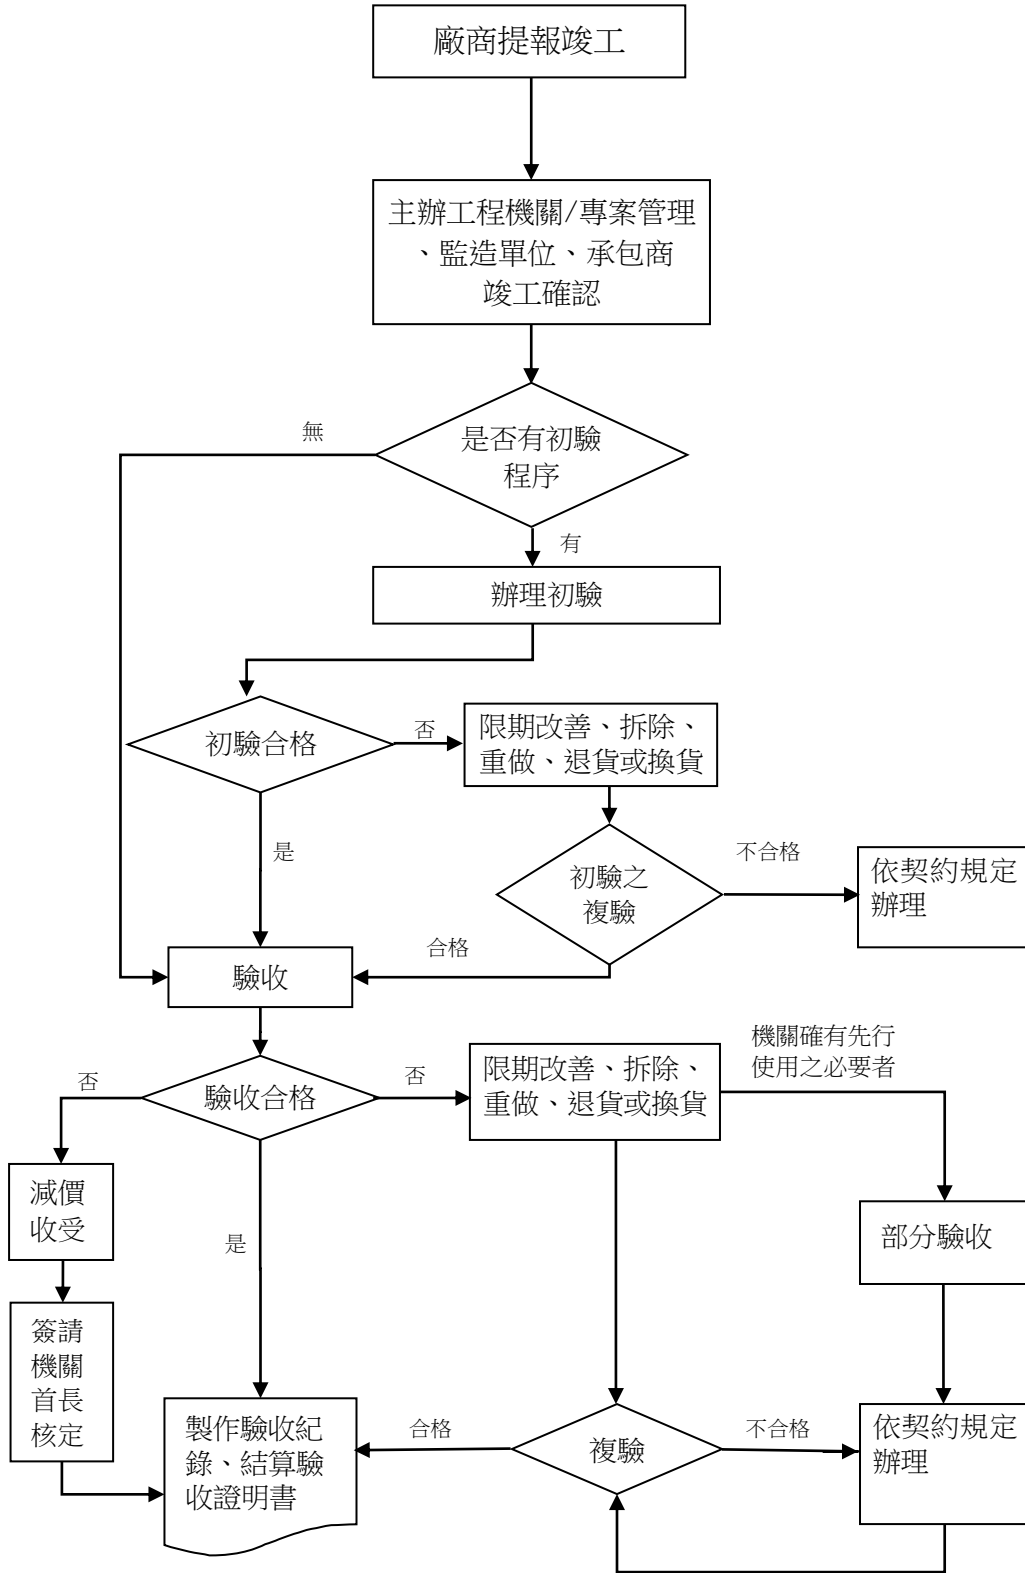 廠商提報竣工
主辦工程機關/專案管理
、監造單位、承包商
竣工確認
無
是否有初驗
程序
有
辦理初驗
初驗合格
否
限期改善、拆除、
重做、退貨或換貨
是
初驗之
複驗
不合格
依契約規定
辦理
合格
驗收
機關確有先行
使用之必要者
否
驗收合格
否
限期改善、拆除、
重做、退貨或換貨
減價
收受
是
部分驗收
簽請
機關
首長
核定
製作驗收紀
錄、結算驗
收證明書
合格
複驗
不合格
依契約規定
辦理